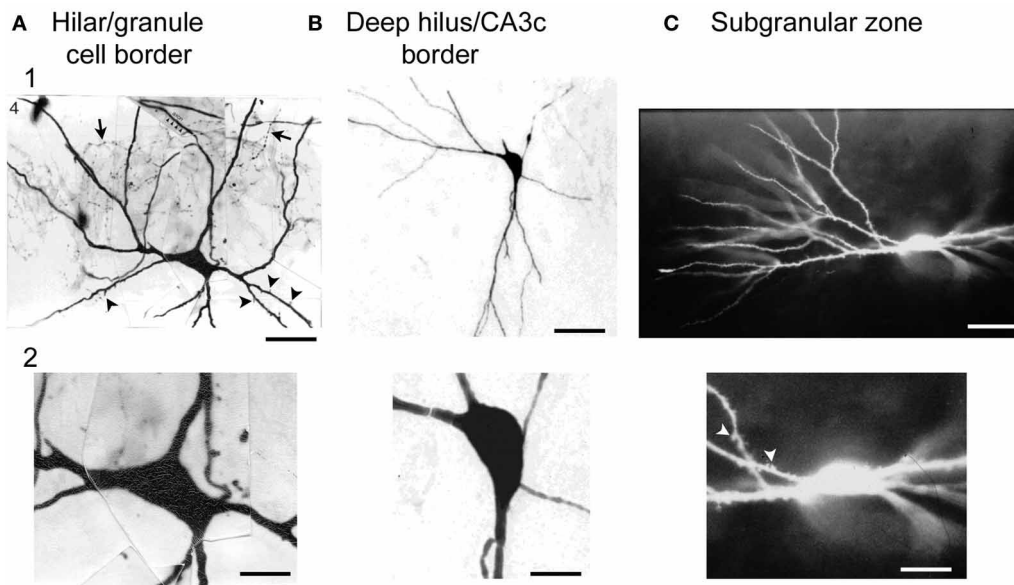 A Hilar/granule
cell border
B Deep hilus/CA3c
border
C Subgranular zone
1
4
2